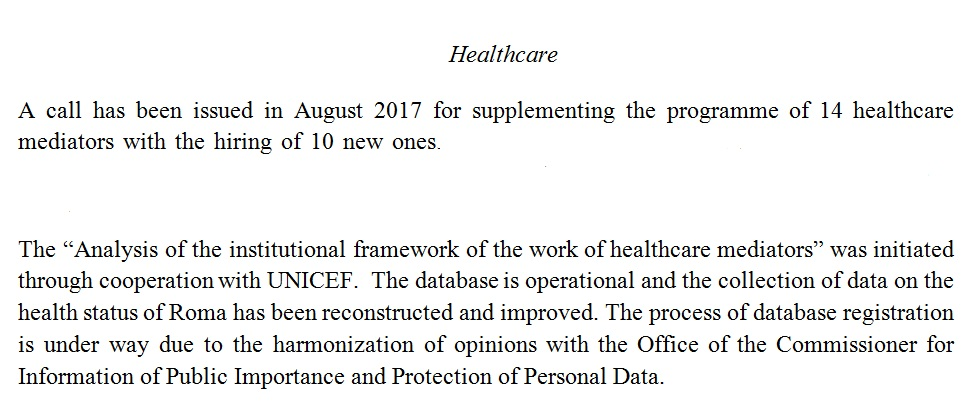 Healthcare
A call has been issued in August 2017 for supplementing the programme of 14 healthcare
mediators with the hiring of 10 new ones.
The “Analysis of the institutional framework of the work of healthcare mediators” was initiated
through cooperation with UNICEF.  The database is operational and the collection of data on the
health status of Roma has been reconstructed and improved. The process of database registration
is under way due to the harmonization of opinions with the Office of the Commissioner for
Information of Public Importance and Protection of Personal Data.